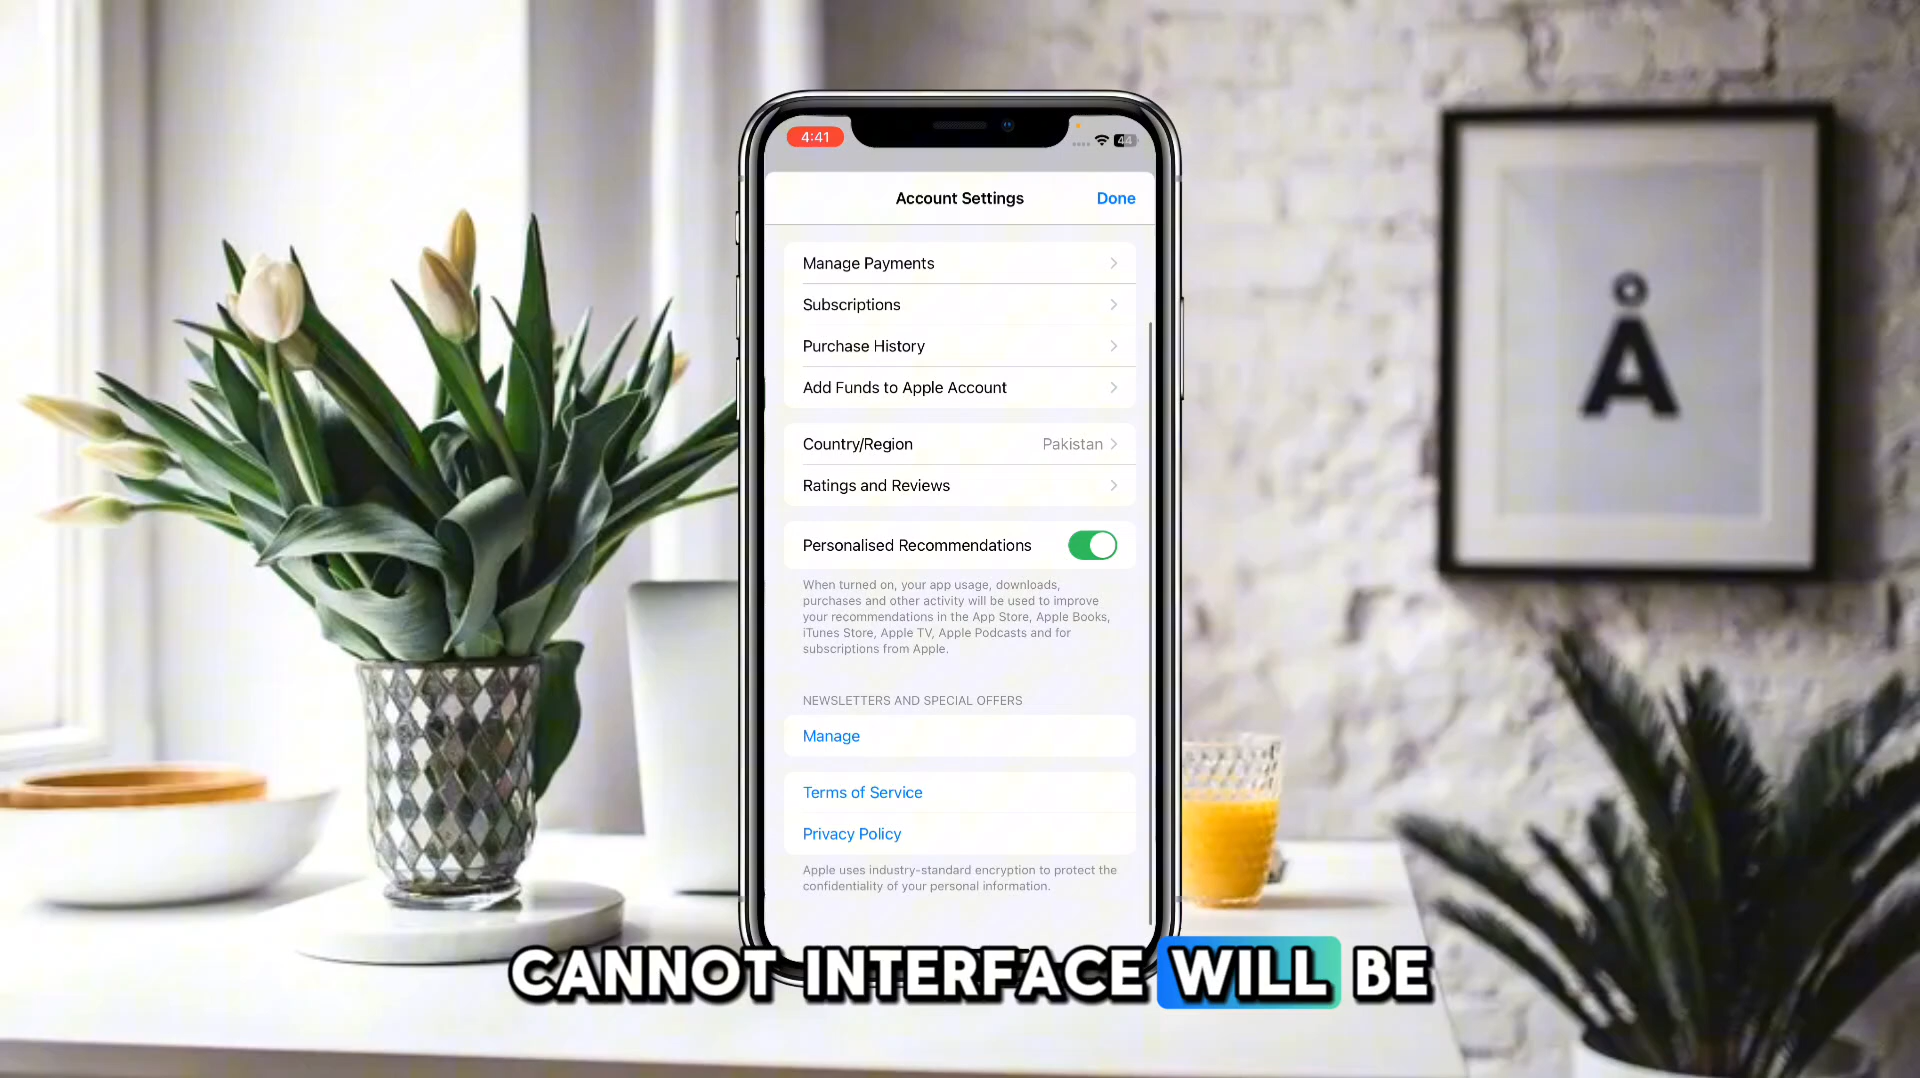 4:41
44
Account Settings
Done
Manage Payments
Subscriptions
Purchase History
Add Funds to Apple Account
Country/Region
Pakistan
Ratings and Reviews
Personalised Recommendations
When turned on, your app usage, downloads,
purchases and other activity will be used to improve
your recommendations in the App Store, Apple Books,
iTunes Store, Apple TV, Apple Podcasts and for
subscriptions from Apple.
NEWSLETTERS AND SPECIAL OFFERS
Manage
Terms of Service
Privacy Policy
Apple uses industry-standard encryption to protect the
confidentiality of your personal information.
Å
CANNOT INTERFACE WILL BE